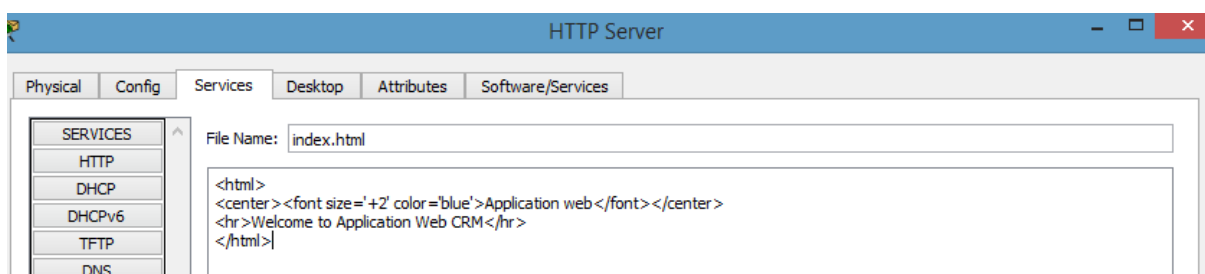 HTTP Server
Physical Config Services Desktop Attributes Software/Services
SERVICES
HTTP
DHCP
DHCPv6
TFTP
DNS
File Name: index.html
<html>
<center><font size='+2' color='blue'>Application web</font></center>
<hr>Welcome to Application Web CRM</hr>
</html>